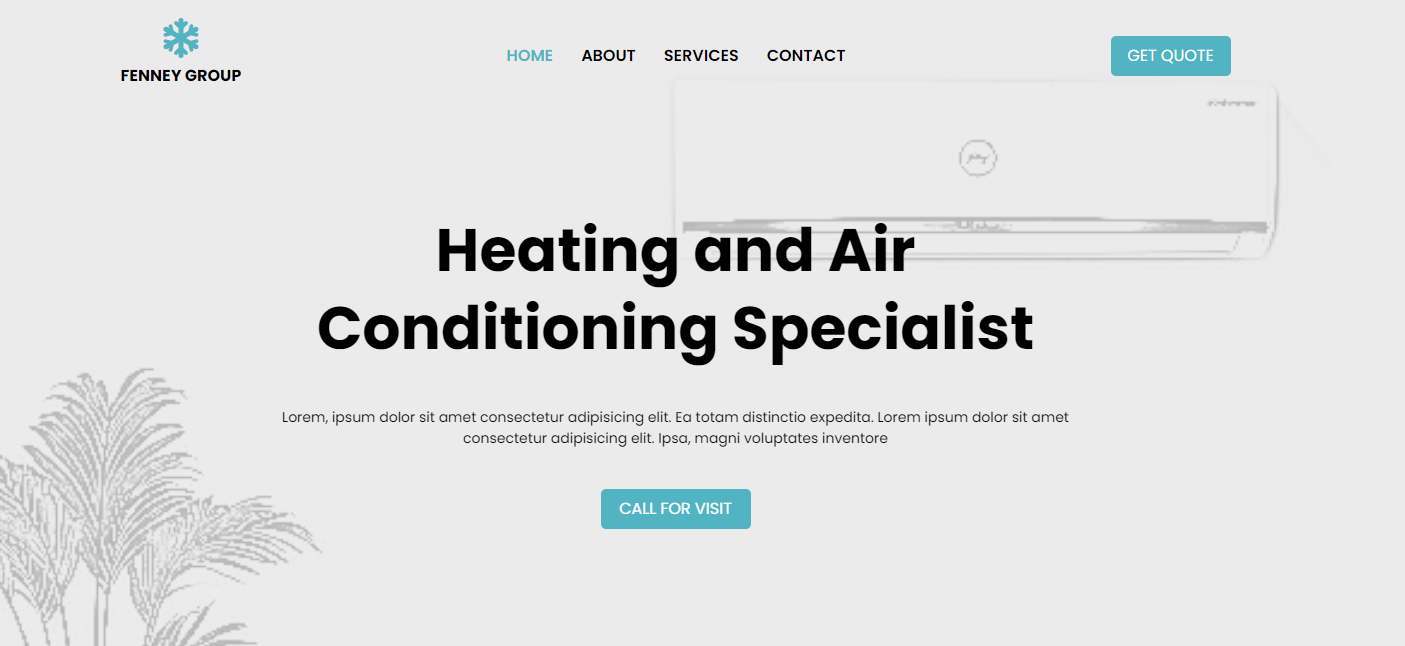 FENNEY GROUP
HOME ABOUT SERVICES CONTACT
GET QUOTE
Heating and Air
Conditioning Specialist
Lorem, ipsum dolor sit amet consectetur adipisicing elit. Ea totam distinctio expedita. Lorem ipsum dolor sit amet
consectetur adipisicing elit. Ipsa, magni voluptates inventore
CALL FOR VISIT